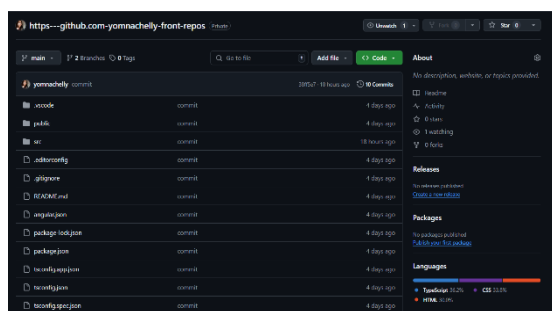 https---github.com-yomnachelly-front-repos Private
Unwatch 1 Fork 0 Star 0
main 2 Branches 0 Tags Go to file t Add file Code
yomnachelly commit 18 hours ago 10 Commits
.vscode commit 4 days ago
public commit 4 days ago
src commit 18 hours ago
.editorconfig commit 4 days ago
.gitignore commit 4 days ago
README.md commit 4 days ago
angular.json commit 4 days ago
package-lock.json commit 4 days ago
package.json commit 4 days ago
tsconfig.app.json commit 4 days ago
tsconfig.json commit 4 days ago
tsconfig.spec.json commit 4 days ago
About
No description, website, or topics provided.
Readme
Activity
0 stars
1 watching
0 forks
Releases
No releases published
Create a new release
Packages
No packages published
Publish your first package
Languages
TypeScript CSS
HTML